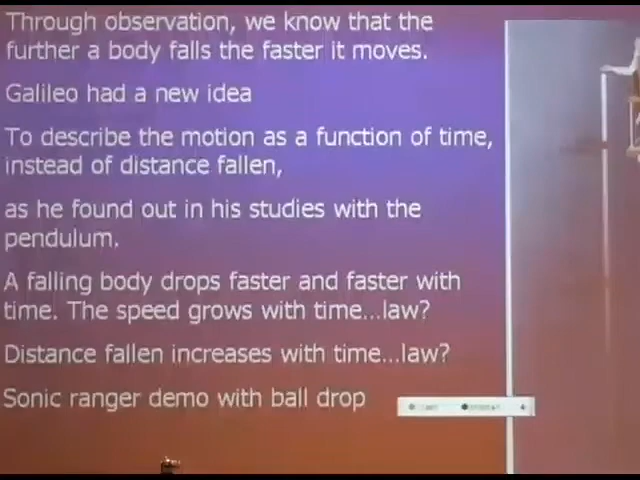 Through observation, we know that the
further a body falls the faster it moves.
Galileo had a new idea
To describe the motion as a function of time,
instead of distance fallen,
as he found out in his studies with the
pendulum.
A falling body drops faster and faster with
time. The speed grows with time...law?
Distance fallen increases with time...law?
Sonic ranger demo with ball drop